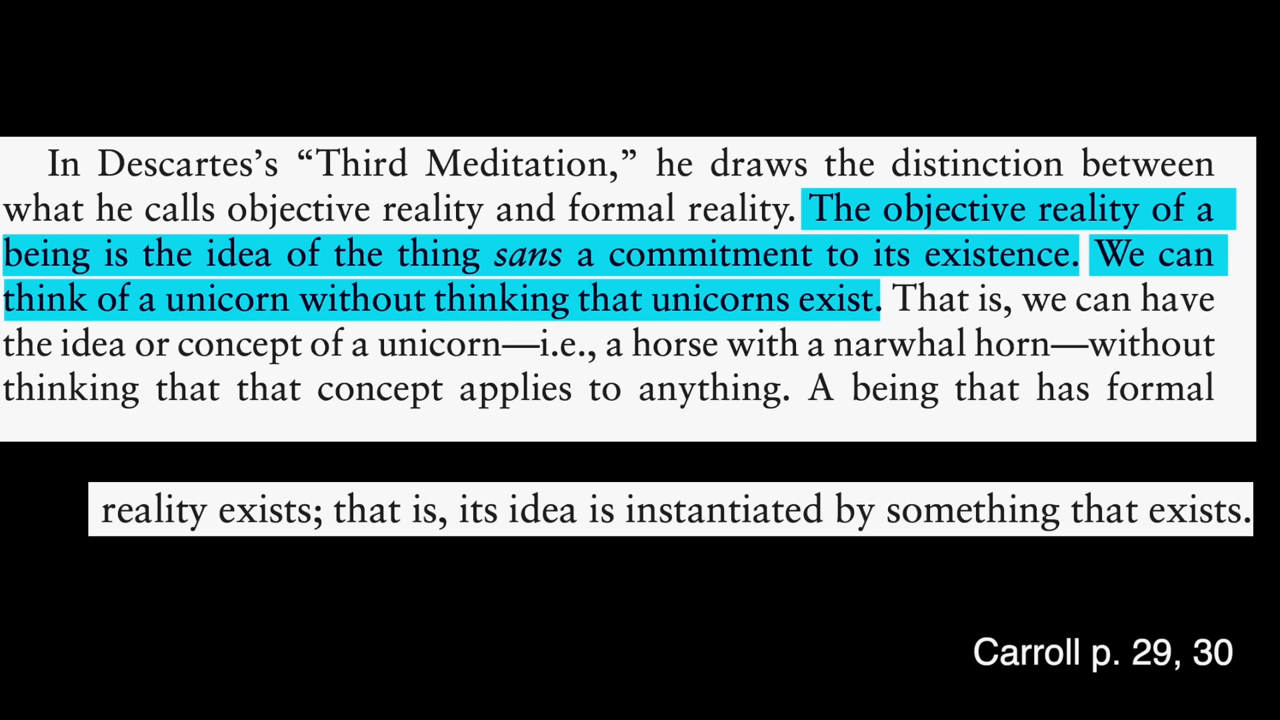 In Descartes’s “Third Meditation,” he draws the distinction between
what he calls objective reality and formal reality. The objective reality of a
being is the idea of the thing sans a commitment to its existence. We can
think of a unicorn without thinking that unicorns exist. That is, we can have
the idea or concept of a unicorn—i.e., a horse with a narwhal horn—without
thinking that that concept applies to anything. A being that has formal
reality exists; that is, its idea is instantiated by something that exists.
Carroll p. 29, 30